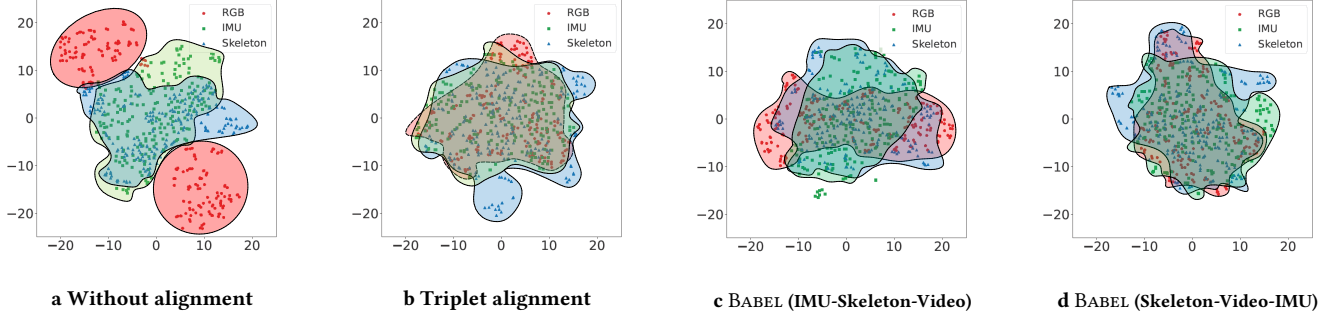 20
10
0
−10
−20
−20 −10 0 10 20
RGB
IMU
Skeleton
a Without alignment
20
10
0
−10
−20
−20 −10 0 10 20
RGB
IMU
Skeleton
b Triplet alignment
20
10
0
−10
−20
−20 −10 0 10 20
RGB
IMU
Skeleton
c BABEL (IMU-Skeleton-Video)
20
10
0
−10
−20
−20 −10 0 10 20
RGB
IMU
Skeleton
d BABEL (Skeleton-Video-IMU)